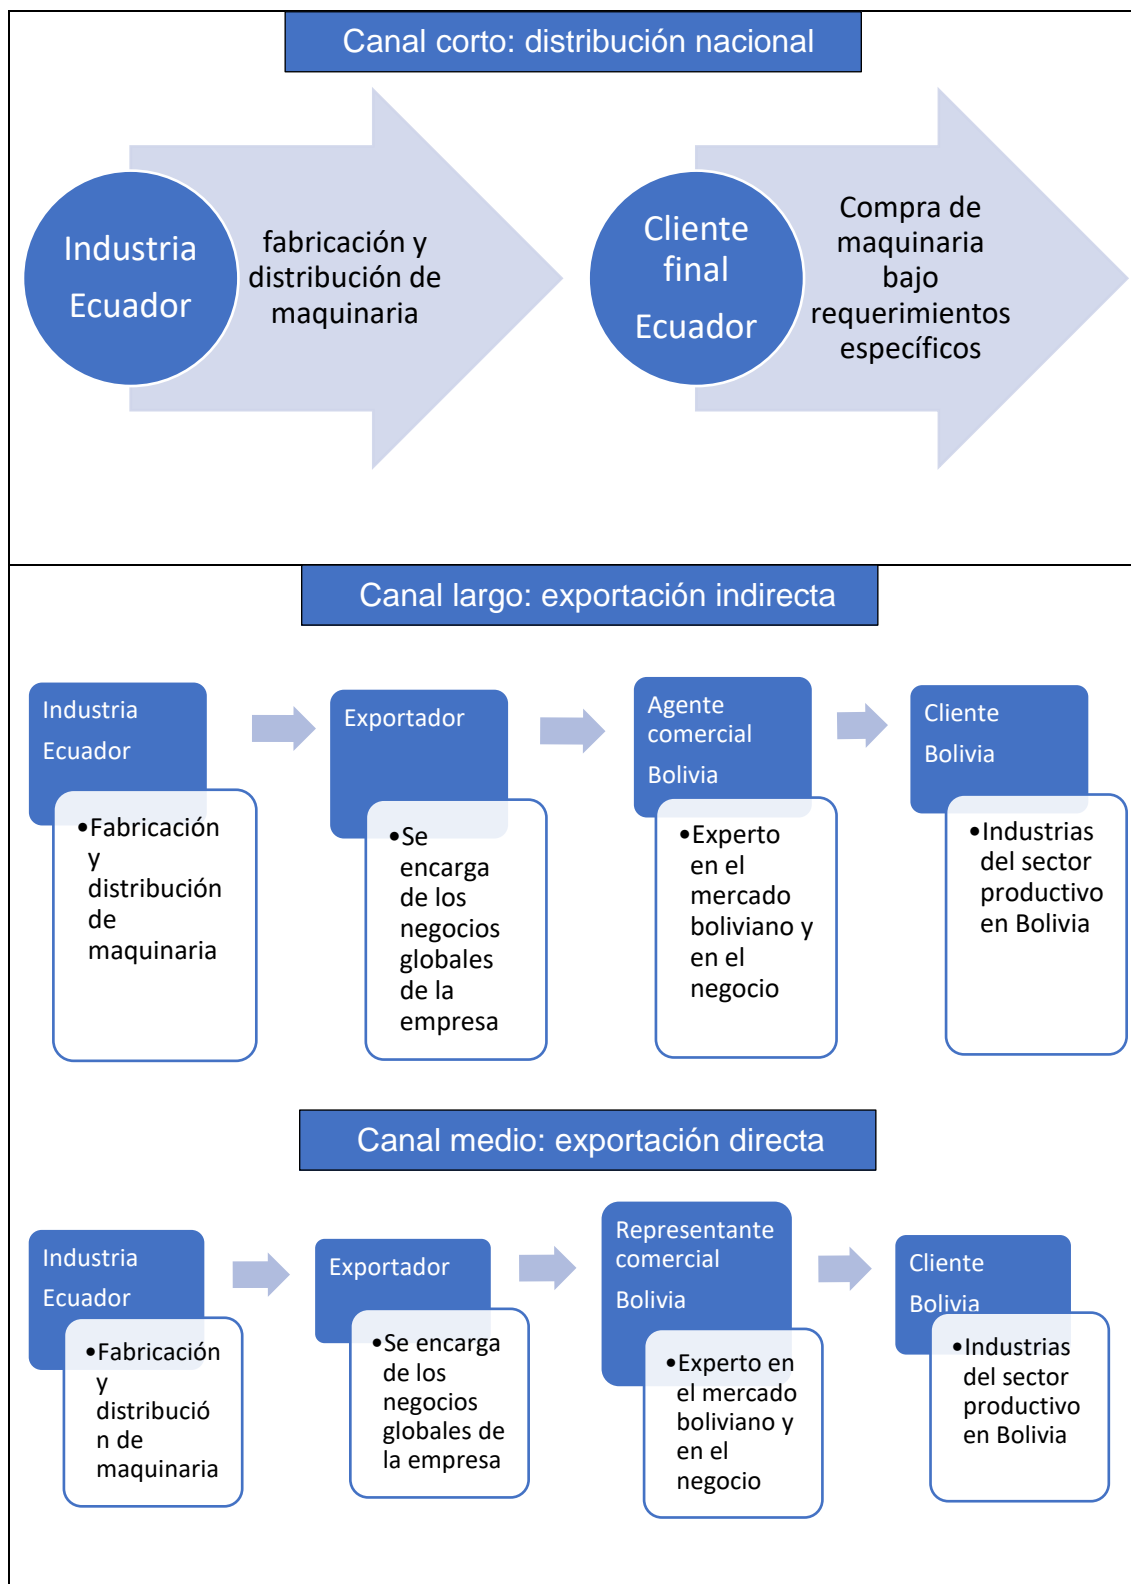 Canal corto: distribución nacional
Industria
Ecuador
fabricación y
distribución de
maquinaria
Cliente
final
Ecuador
Compra de
maquinaria
bajo
requerimientos
específicos
Canal largo: exportación indirecta
Industria
Ecuador
•Fabricación
y
distribución
de
maquinaria
Exportador
•Se
encarga
de los
negocios
globales
de la
empresa
Agente
comercial
Bolivia
•Experto
en el
mercado
boliviano y
en el
negocio
Cliente
Bolivia
•Industrias
del sector
productivo
en Bolivia
Canal medio: exportación directa
Industria
Ecuador
•Fabricación
y
distribució
n de
maquinaria
Exportador
•Se encarga
de los
negocios
globales de
la empresa
Representante
comercial
Bolivia
•Experto en
el mercado
boliviano y
en el
negocio
Cliente
Bolivia
•Industrias
del sector
productivo
en Bolivia